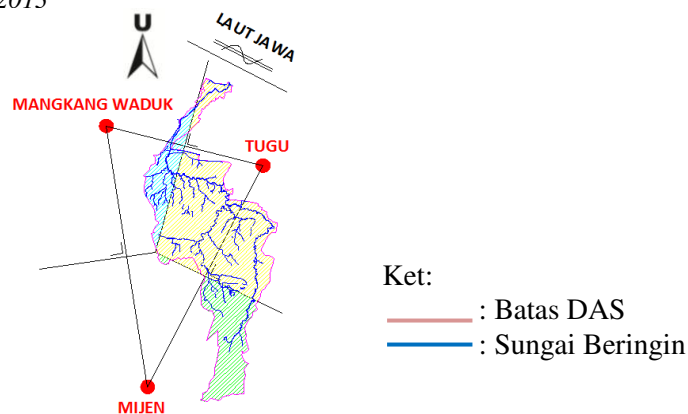 2015
U
LAUT JAWA
MANGKANG WADUK
TUGU
MIJEN
Ket:
: Batas DAS
: Sungai Beringin